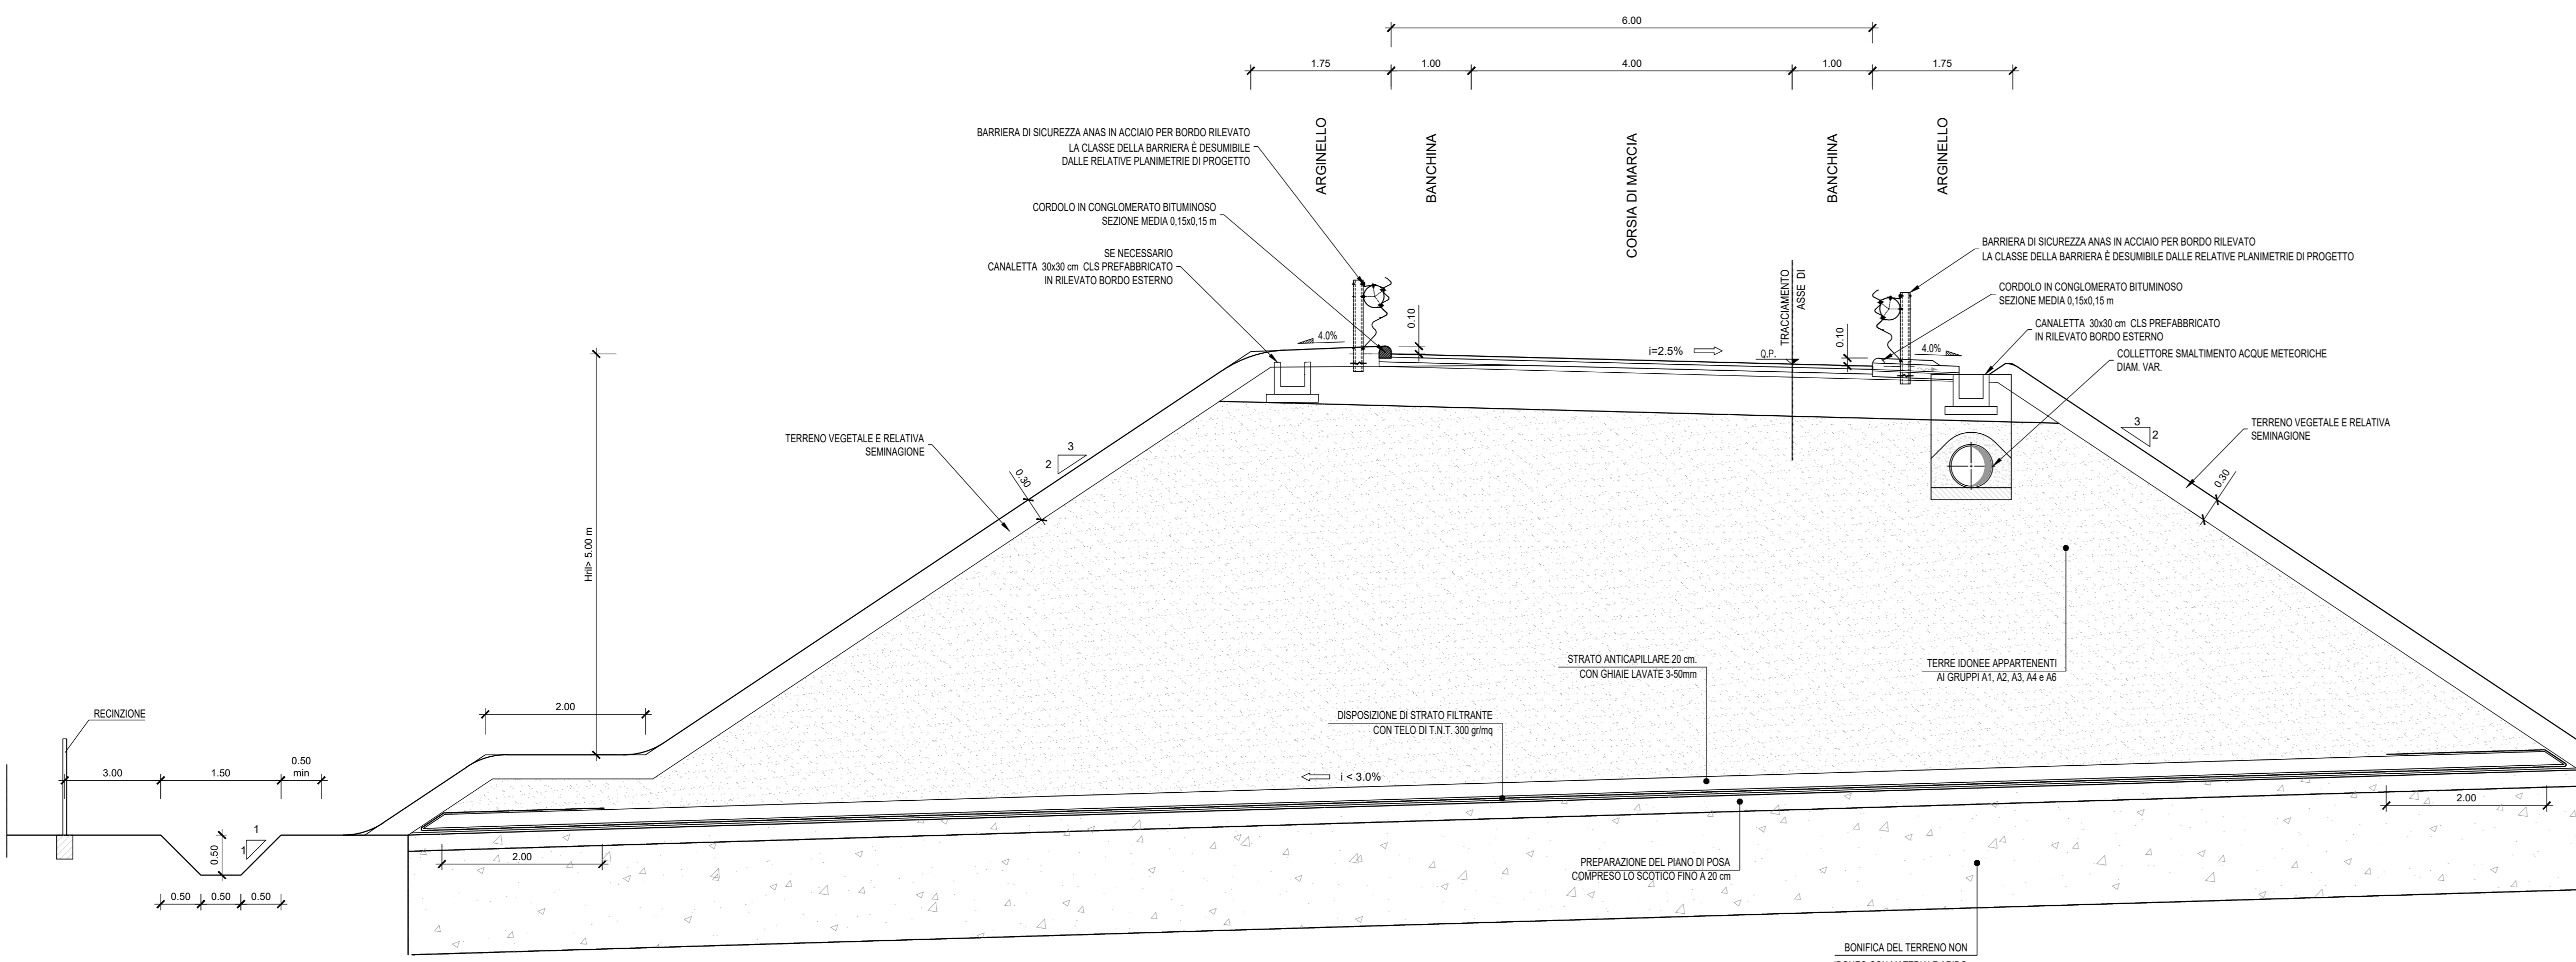 6.00
1.75
1.00
4.00
1.00
1.75
ARGINELLO
BANCHINA
CORSIA DI MARCIA
BANCHINA
ARGINELLO
BARRIERA DI SICUREZZA ANAS IN ACCIAIO PER BORDO RILEVATO
LA CLASSE DELLA BARRIERA È DESUMIBILE
DALLE RELATIVE PLANIMETRIE DI PROGETTO
CORDOLO IN CONGLOMERATO BITUMINOSO
SEZIONE MEDIA 0,15x0,15 m
SE NECESSARIO
CANALETTA 30x30 cm CLS PREFABBRICATO
IN RILEVATO BORDO ESTERNO
BARRIERA DI SICUREZZA ANAS IN ACCIAIO PER BORDO RILEVATO
LA CLASSE DELLA BARRIERA È DESUMIBILE DALLE RELATIVE PLANIMETRIE DI PROGETTO
CORDOLO IN CONGLOMERATO BITUMINOSO
SEZIONE MEDIA 0,15x0,15 m
CANALETTA 30x30 cm CLS PREFABBRICATO
IN RILEVATO BORDO ESTERNO
COLLETTORE SMALTIMENTO ACQUE METEORICHE
DIAM. VAR.
TRACCIAMENTO
ASSE DI
4.0%
0.10
i=2.5%
Q.P.
0.10
4.0%
TERRENO VEGETALE E RELATIVA
SEMINAGIONE
3
2
0.30
3
2
TERRENO VEGETALE E RELATIVA
SEMINAGIONE
0.30
Hril> 5.00 m
STRATO ANTICAPILLARE 20 cm.
CON GHIAIE LAVATE 3-50mm
TERRE IDONEE APPARTENENTI
AI GRUPPI A1, A2, A3, A4 e A6
DISPOSIZIONE DI STRATO FILTRANTE
CON TELO DI T.N.T. 300 gr/mq
RECINZIONE
2.00
3.00
1.50
0.50
min
i < 3.0%
2.00
1
1
0.50
2.00
0.50
0.50
0.50
PREPARAZIONE DEL PIANO DI POSA
COMPRESO LO SCOTICO FINO A 20 cm
BONIFICA DEL TERRENO NON